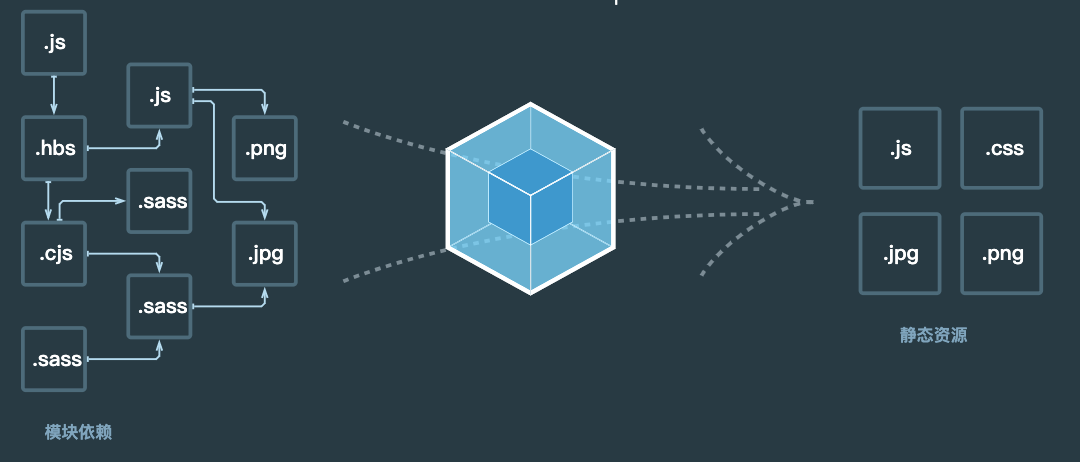 .js
.js
.hbs
.png
.sass
.cjs
.jpg
.sass
.sass
模块依赖
.js
.css
.jpg
.png
静态资源